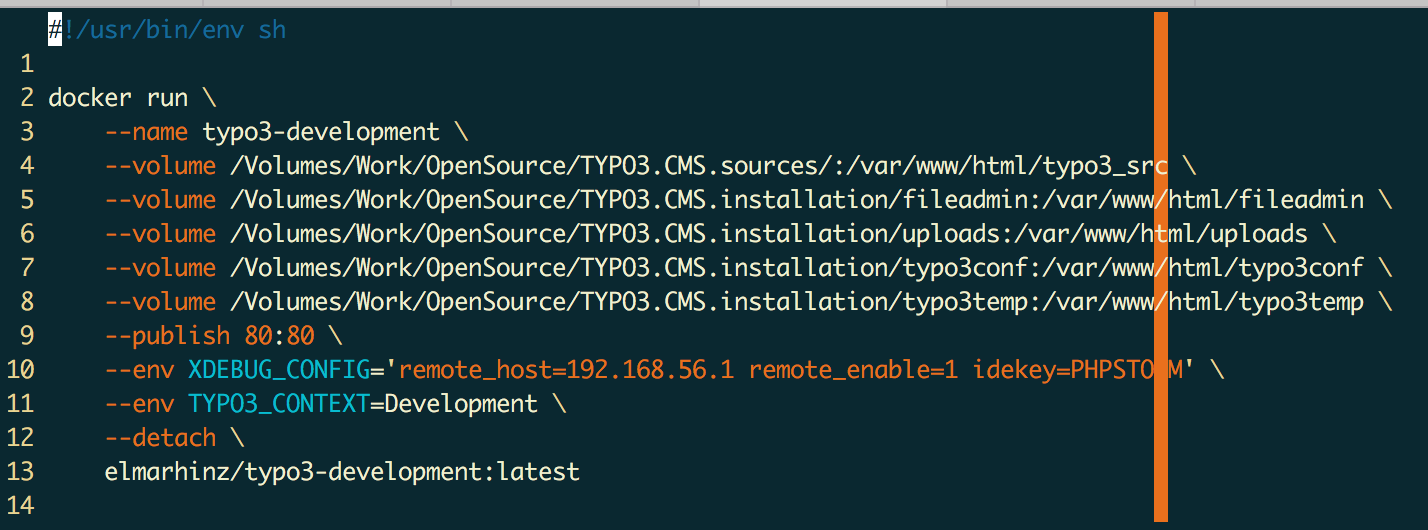 #!/usr/bin/env sh
1
2 docker run \
3     --name typo3-development \
4     --volume /Volumes/Work/OpenSource/TYPO3.CMS.sources/:/var/www/html/typo3_src \
5     --volume /Volumes/Work/OpenSource/TYPO3.CMS.installation/fileadmin:/var/www/html/fileadmin \
6     --volume /Volumes/Work/OpenSource/TYPO3.CMS.installation/uploads:/var/www/html/uploads \
7     --volume /Volumes/Work/OpenSource/TYPO3.CMS.installation/typo3conf:/var/www/html/typo3conf \
8     --volume /Volumes/Work/OpenSource/TYPO3.CMS.installation/typo3temp:/var/www/html/typo3temp \
9     --publish 80:80 \
10     --env XDEBUG_CONFIG='remote_host=192.168.56.1 remote_enable=1 idekey=PHPSTORM' \
11     --env TYPO3_CONTEXT=Development \
12     --detach \
13     elmarhinz/typo3-development:latest
14